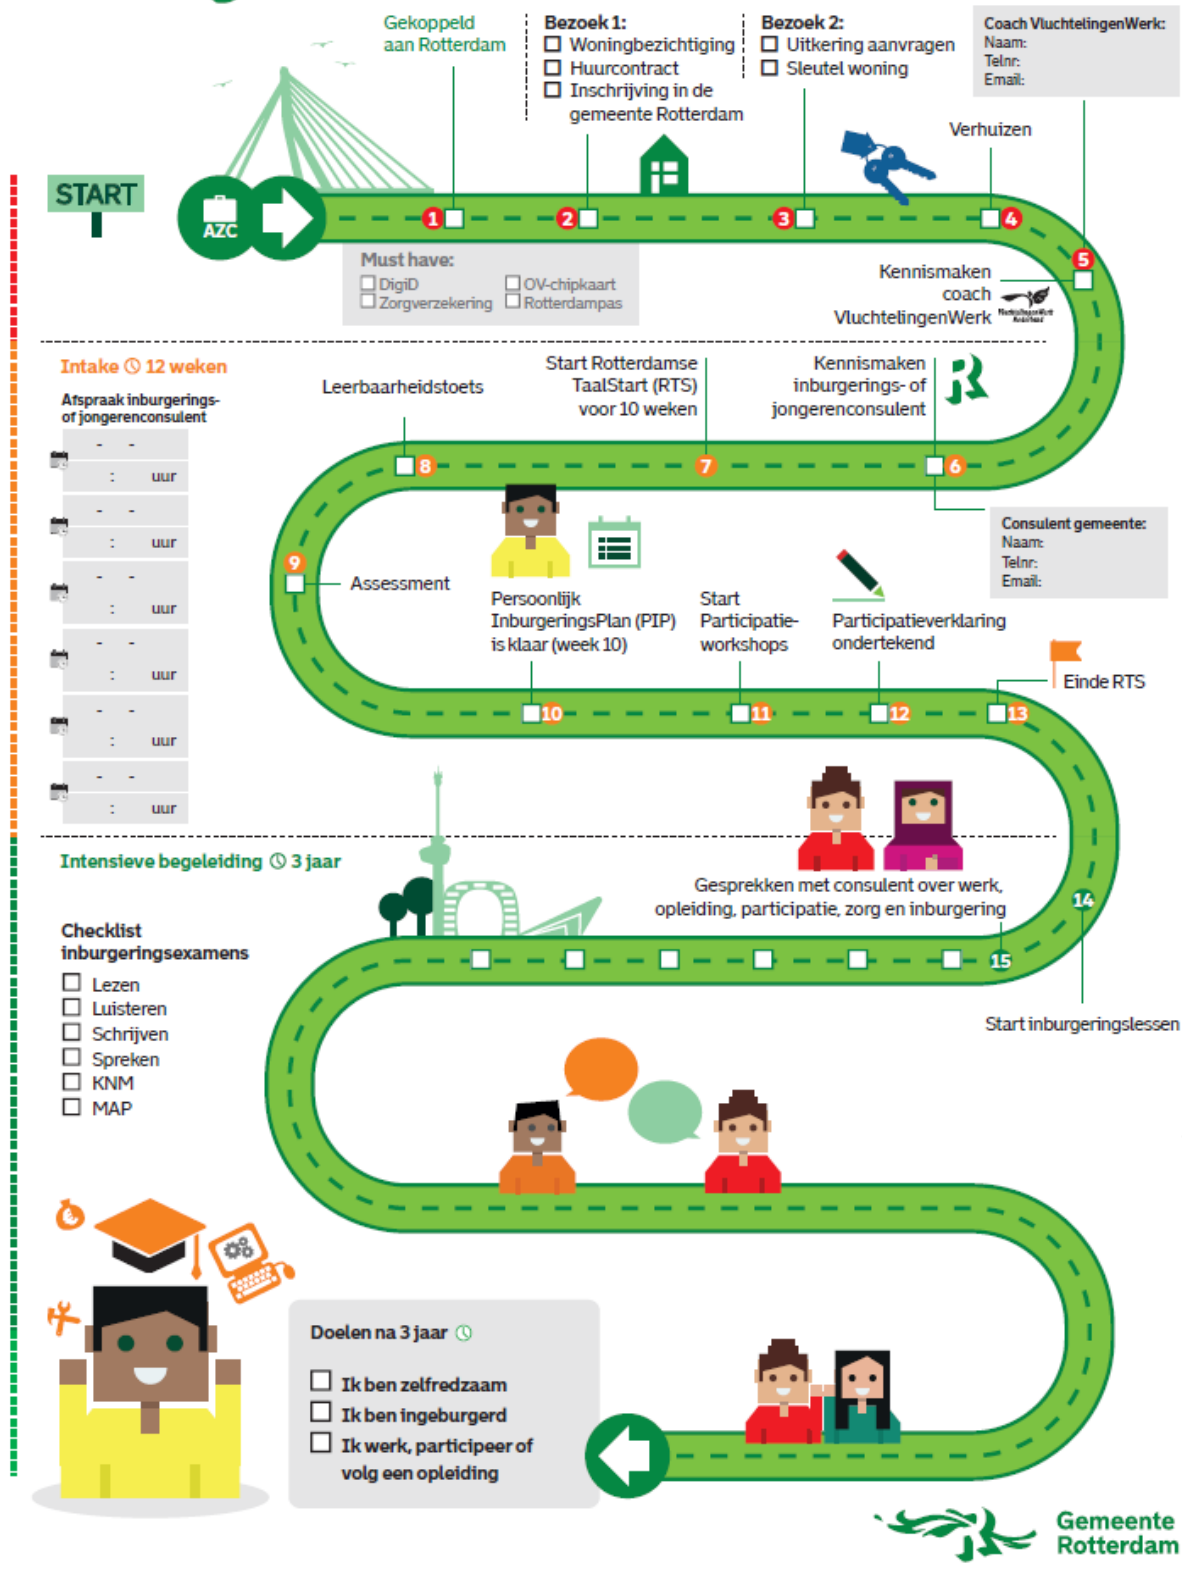 Gekoppeld
aan Rotterdam
Bezoek 1:
Woningbezichtiging
Huurcontract
Inschrijving in de
gemeente Rotterdam
Bezoek 2:
Uitkering aanvragen
Sleutel woning
Coach VluchtelingenWerk:
Naam:
Telnr:
Email:
Verhuizen
START
AZC
1
2
3
4
5
Must have:
DigiD
OV-chipkaart
Zorgverzekering
Rotterdampas
Kennismaken
coach
VluchtelingenWerk
VluchtelingenWerk
Nederland
Intake 12 weken
Afspraak inburgerings-
of jongerenconsulent
- -
: uur
- -
: uur
- -
: uur
- -
: uur
- -
: uur
- -
: uur
Leerbaarheidstoets
Start Rotterdamse
TaalStart (RTS)
voor 10 weken
Kennismaken
inburgerings- of
jongerenconsulent
8
7
6
Consulent gemeente:
Naam:
Telnr:
Email:
9
Assessment
Persoonlijk
InburgeringsPlan (PIP)
is klaar (week 10)
Start
Participatie-
workshops
Participatieverklaring
ondertekend
Einde RTS
10
11
12
13
Intensieve begeleiding 3 jaar
Gesprekken met consulent over werk,
opleiding, participatie, zorg en inburgering
14
15
Start inburgeringslessen
Checklist
inburgeringsexamens
Lezen
Luisteren
Schrijven
Spreken
KNM
MAP
Doelen na 3 jaar
Ik ben zelfredzaam
Ik ben ingeburgerd
Ik werk, participeer of
volg een opleiding
Gemeente
Rotterdam